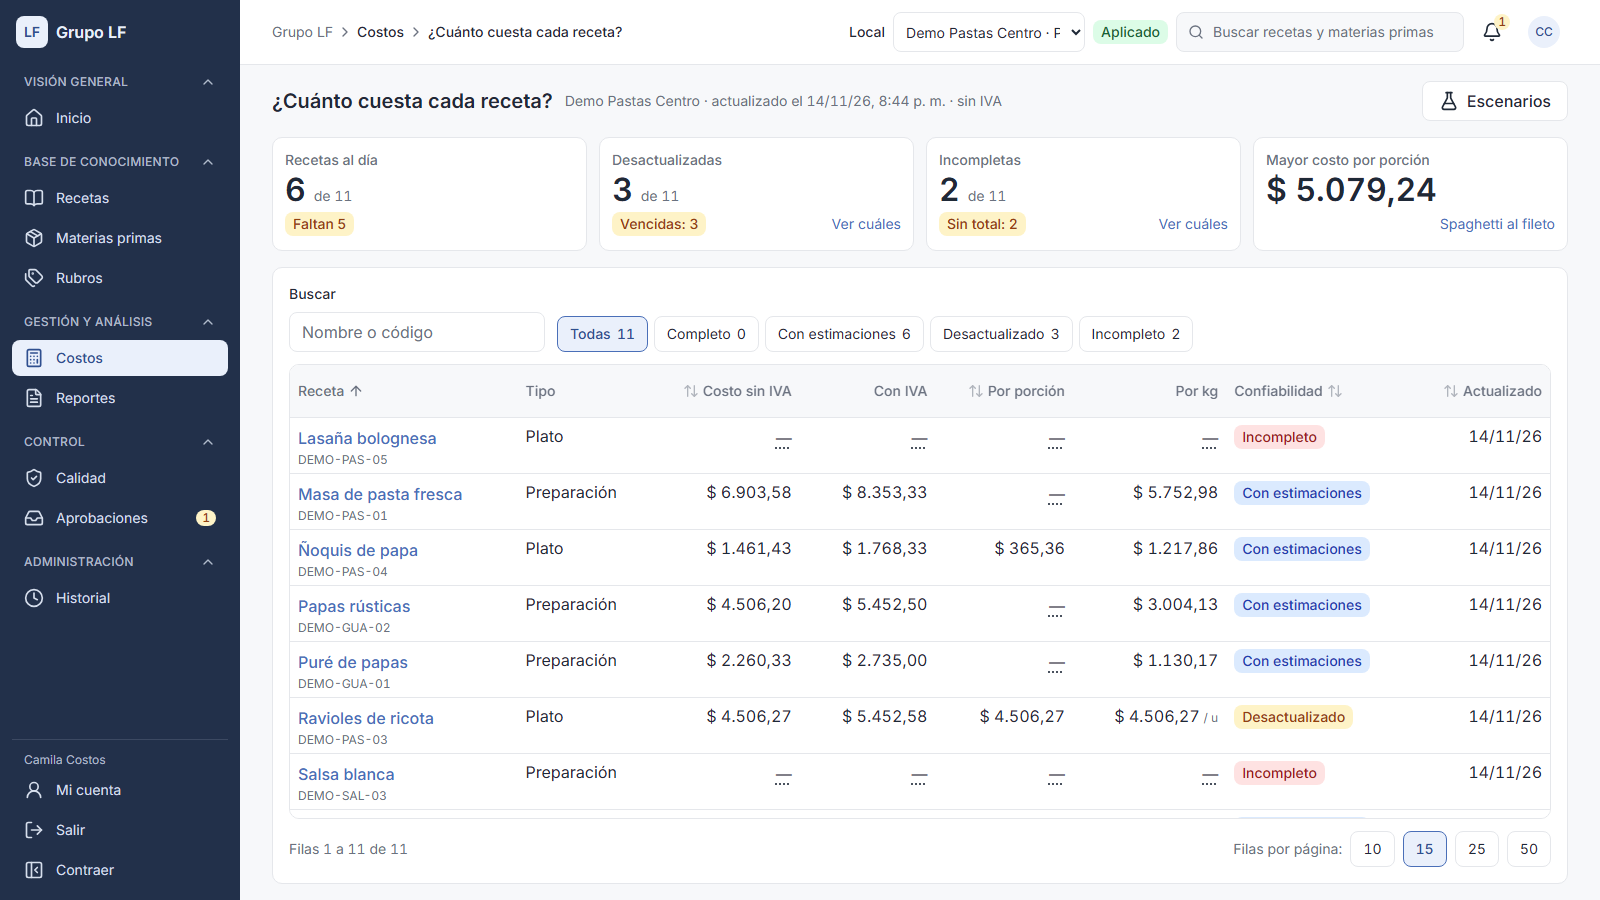 LF Grupo LF
VISIÓN GENERAL
Inicio
BASE DE CONOCIMIENTO
Recetas
Materias primas
Rubros
GESTIÓN Y ANÁLISIS
Costos
Reportes
CONTROL
Calidad
Aprobaciones 1
ADMINISTRACIÓN
Historial
Camila Costos
Mi cuenta
Salir
Contraer
Grupo LF > Costos > ¿Cuánto cuesta cada receta?
Local
Demo Pastas Centro ·
Aplicado
Buscar recetas y materias primas
1
CC
¿Cuánto cuesta cada receta? Demo Pastas Centro · actualizado el 14/11/26, 8:44 p. m. · sin IVA
Escenarios
Recetas al día
6 de 11
Faltan 5
Desactualizadas
3 de 11
Vencidas: 3 Ver cuáles
Incompletas
2 de 11
Sin total: 2 Ver cuáles
Mayor costo por porción
$ 5.079,24
Spaghetti al fileto
Buscar
Nombre o código
Todas 11
Completo 0
Con estimaciones 6
Desactualizado 3
Incompleto 2
Receta Tipo Costo sin IVA Con IVA Por porción Por kg Confiabilidad Actualizado
Lasaña bolognesa Plato — — — — Incompleto 14/11/26
DEMO-PAS-05
Masa de pasta fresca Preparación $ 6.903,58 $ 8.353,33 — $ 5.752,98 Con estimaciones 14/11/26
DEMO-PAS-01
Ñoquis de papa Plato $ 1.461,43 $ 1.768,33 $ 365,36 $ 1.217,86 Con estimaciones 14/11/26
DEMO-PAS-04
Papas rústicas Preparación $ 4.506,20 $ 5.452,50 — $ 3.004,13 Con estimaciones 14/11/26
DEMO-GUA-02
Puré de papas Preparación $ 2.260,33 $ 2.735,00 — $ 1.130,17 Con estimaciones 14/11/26
DEMO-GUA-01
Ravioles de ricota Plato $ 4.506,27 $ 5.452,58 $ 4.506,27 $ 4.506,27 / u Desactualizado 14/11/26
DEMO-PAS-03
Salsa blanca Preparación — — — — Incompleto 14/11/26
DEMO-SAL-03
Filas 1 a 11 de 11
Filas por página: 10 15 25 50